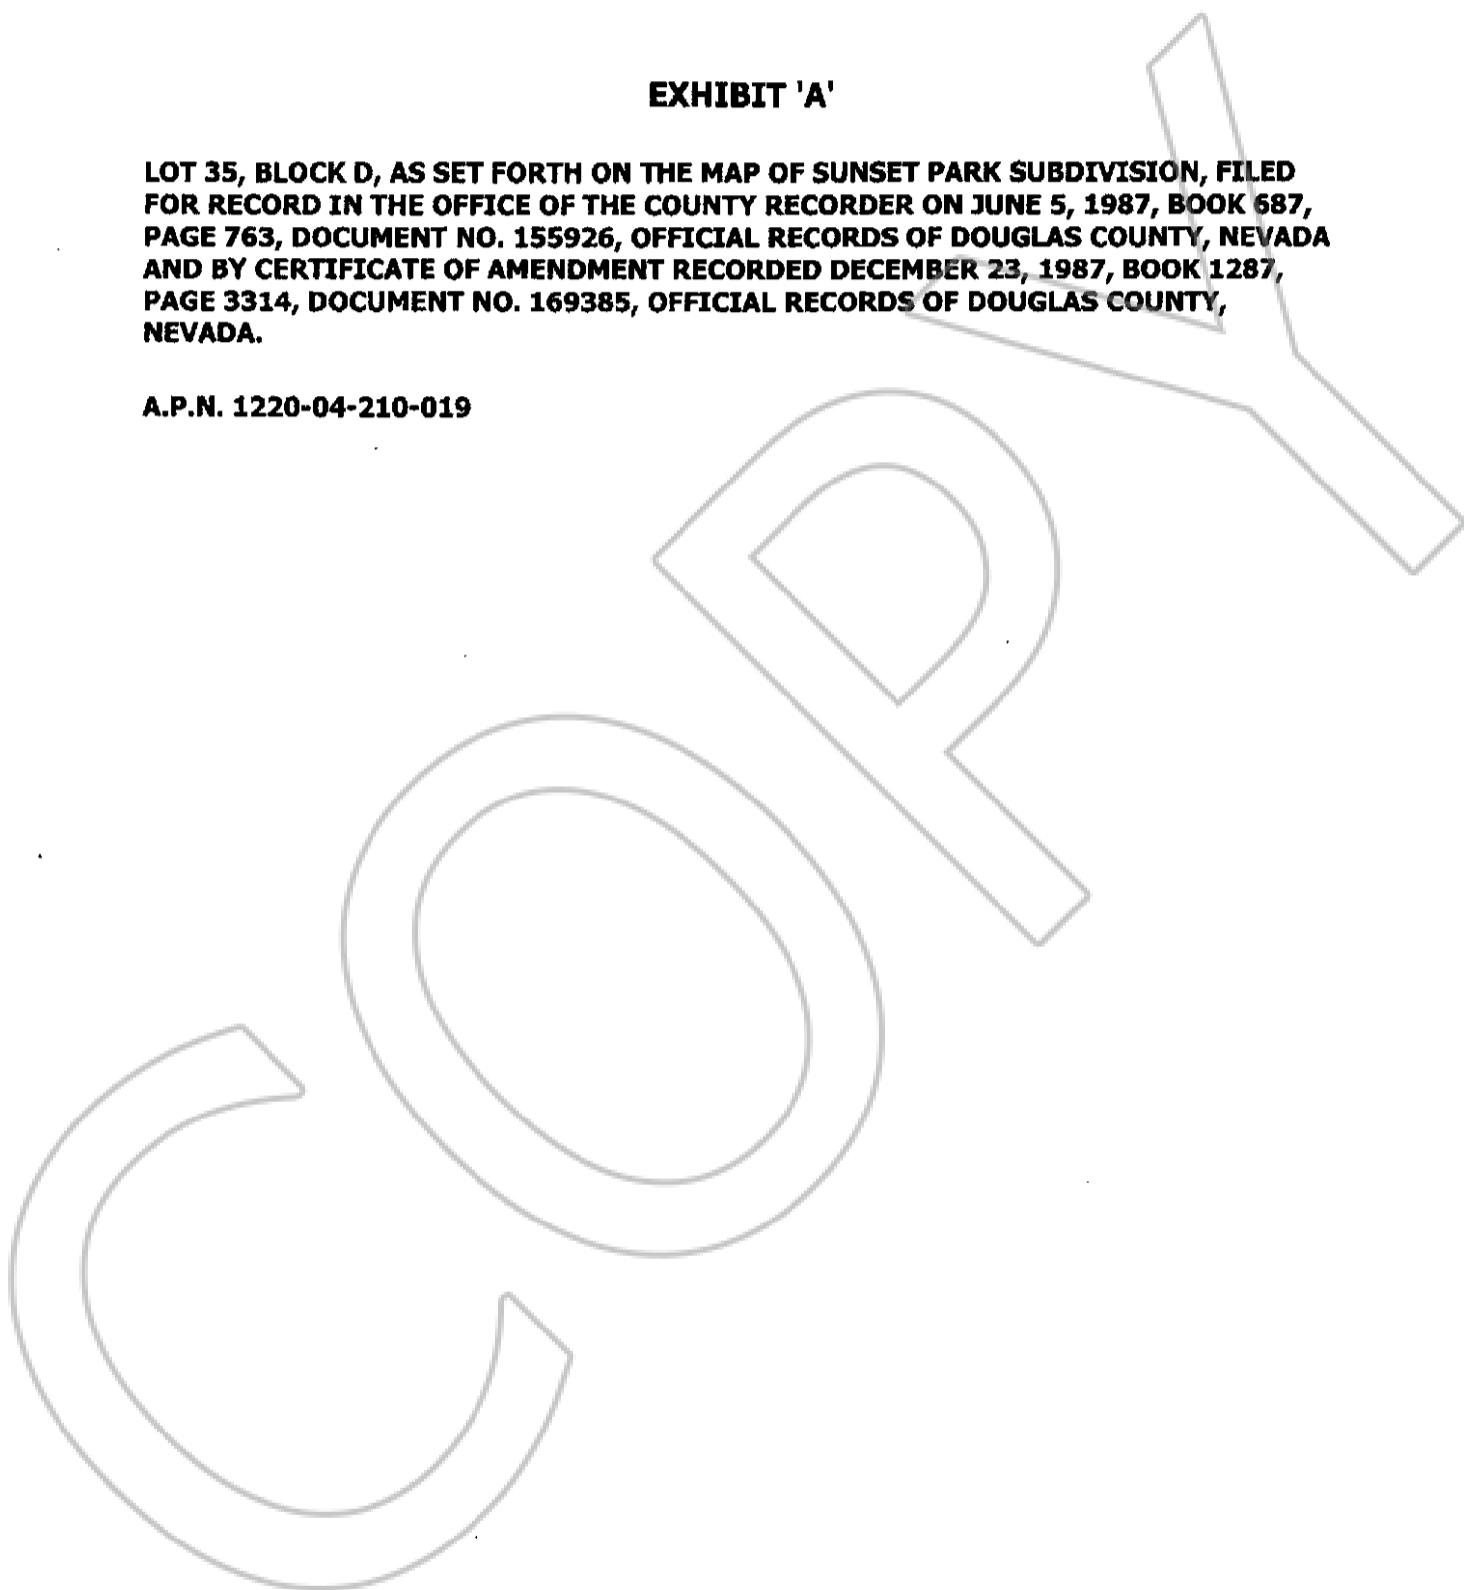 EXHIBIT 'A'
LOT 35, BLOCK D, AS SET FORTH ON THE MAP OF SUNSET PARK SUBDIVISION, FILED
FOR RECORD IN THE OFFICE OF THE COUNTY RECORDER ON JUNE 5, 1987, BOOK 687,
PAGE 763, DOCUMENT NO. 155926, OFFICIAL RECORDS OF DOUGLAS COUNTY, NEVADA
AND BY CERTIFICATE OF AMENDMENT RECORDED DECEMBER 23, 1987, BOOK 1287,
PAGE 3314, DOCUMENT NO. 169385, OFFICIAL RECORDS OF DOUGLAS COUNTY,
NEVADA.
A.P.N. 1220-04-210-019
COPY